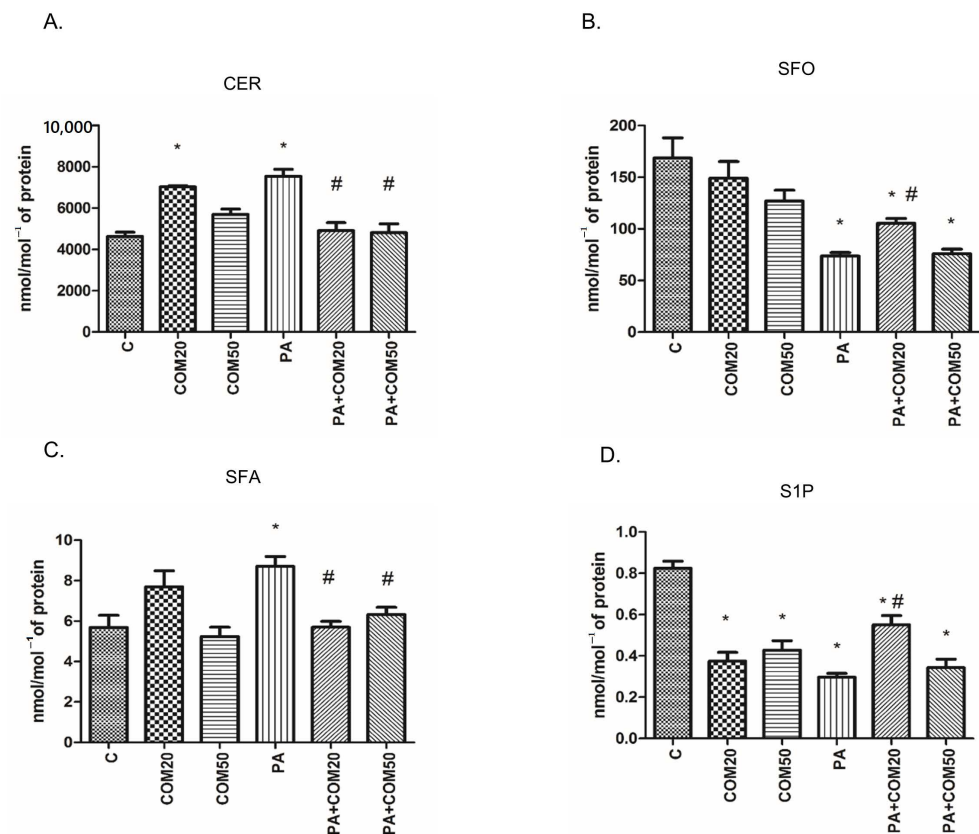 A.
CER
nmol/mol⁻¹ of protein
10,000
8000
6000
4000
2000
0
*
*
#
#
C
COM20
COM50
PA
PA+COM20
PA+COM50
B.
SFO
nmol/mol⁻¹ of protein
200
150
100
50
0
*
* #
*
C
COM20
COM50
PA
PA+COM20
PA+COM50
C.
SFA
nmol/mol⁻¹ of protein
10
8
6
4
2
0
*
#
#
C
COM20
COM50
PA
PA+COM20
PA+COM50
D.
S1P
nmol/mol⁻¹ of protein
1.0
0.8
0.6
0.4
0.2
0.0
*
*
*
* #
*
C
COM20
COM50
PA
PA+COM20
PA+COM50